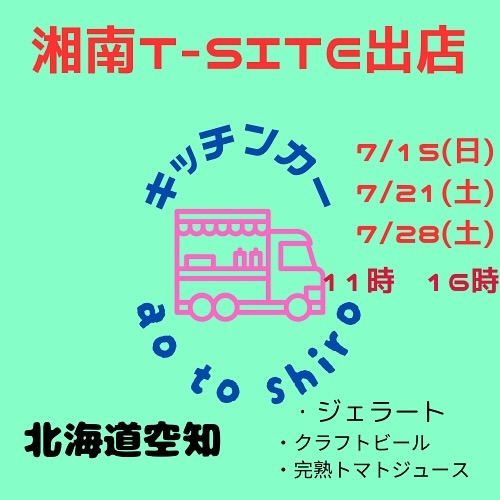 湘南T-SITE出店
キッチンカー
7/15(日)
7/21(土)
7/28(土)
11時 16時
ao to shiro
北海道空知
・ジェラート
・クラフトビール
・完熟トマトジュース